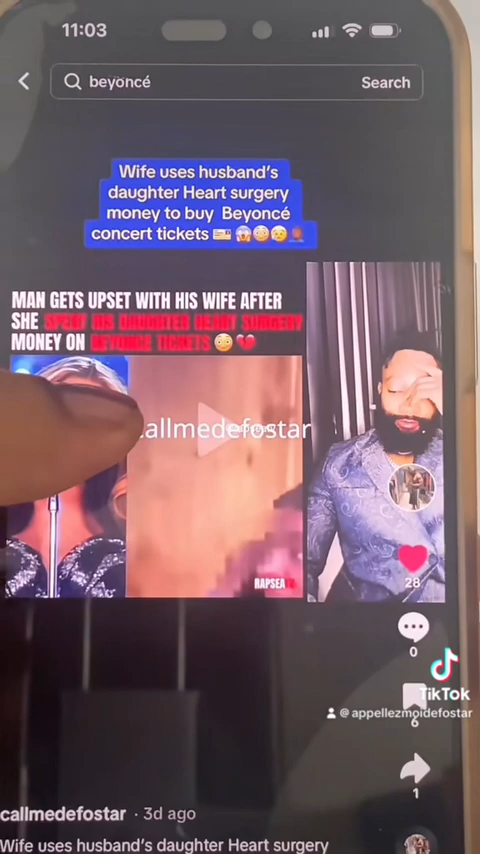 11:03
beyoncé
Search
Wife uses husband's
daughter Heart surgery
money to buy Beyoncé
concert tickets 🎫 😱😳😥
MAN GETS UPSET WITH HIS WIFE AFTER
SHE SPENT HIS DAUGHTER HEART SURGERY
MONEY ON BEYONCE TICKETS 😳💔
callmedefostar
RAPSEA
28
0
6
1
TikTok
@appellezmoidefostar
callmedefostar · 3d ago
Wife uses husband's daughter Heart surgery